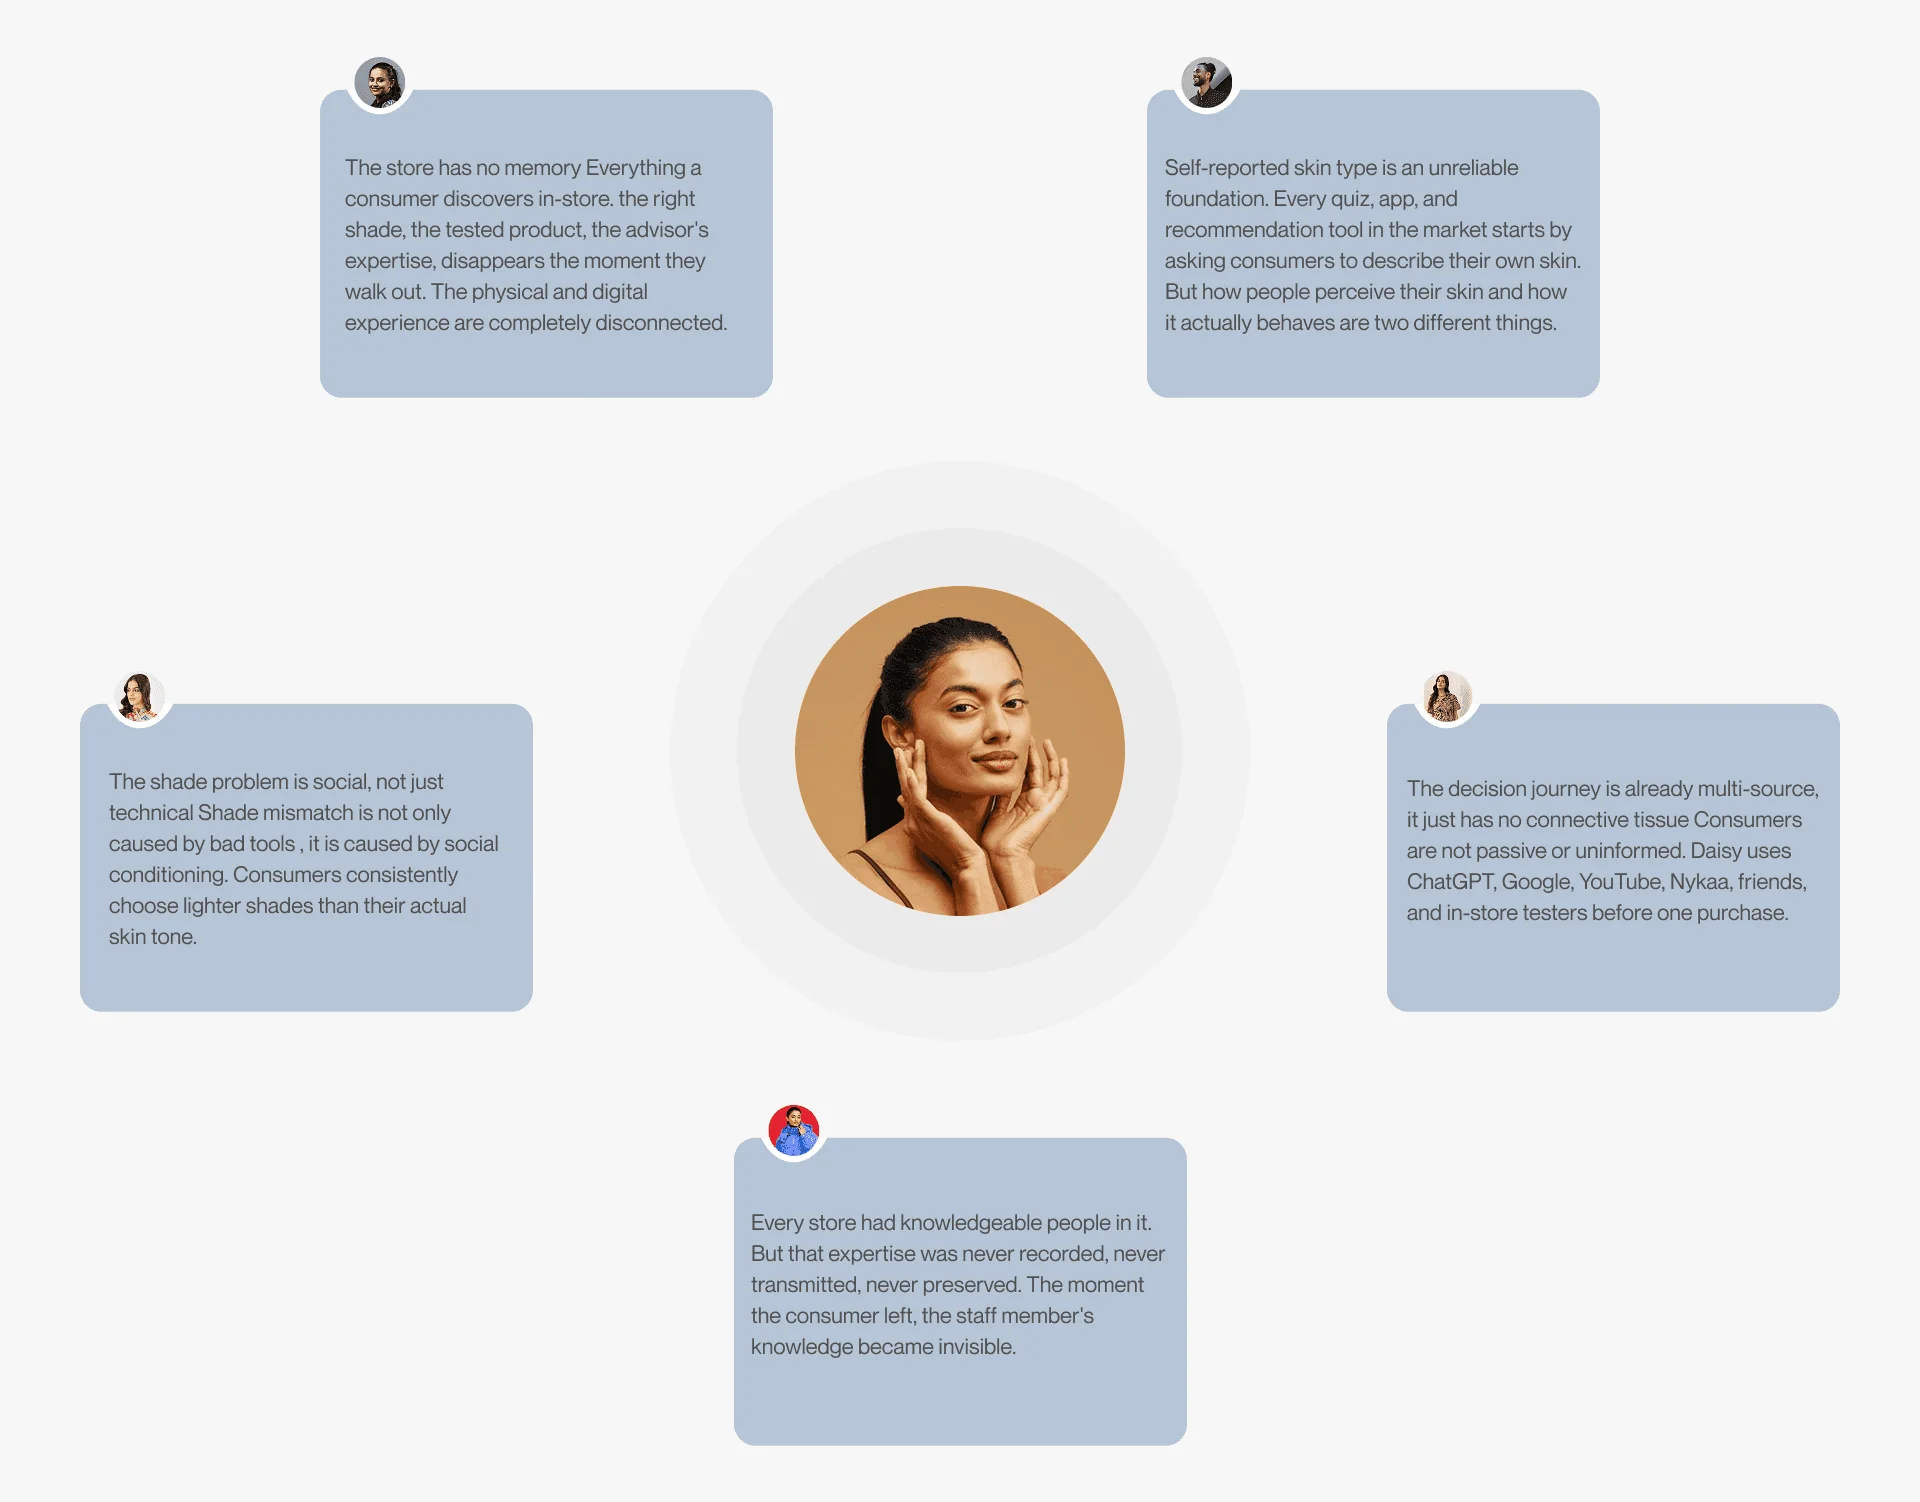 The store has no memory Everything a
consumer discovers in-store. the right
shade, the tested product, the advisor's
expertise, disappears the moment they
walk out. The physical and digital
experience are completely disconnected.
Self-reported skin type is an unreliable
foundation. Every quiz, app, and
recommendation tool in the market starts by
asking consumers to describe their own skin.
But how people perceive their skin and how
it actually behaves are two different things.
The shade problem is social, not just
technical Shade mismatch is not only
caused by bad tools , it is caused by social
conditioning. Consumers consistently
choose lighter shades than their actual
skin tone.
The decision journey is already multi-source,
it just has no connective tissue Consumers
are not passive or uninformed. Daisy uses
ChatGPT, Google, YouTube, Nykaa, friends,
and in-store testers before one purchase.
Every store had knowledgeable people in it.
But that expertise was never recorded, never
transmitted, never preserved. The moment
the consumer left, the staff member's
knowledge became invisible.